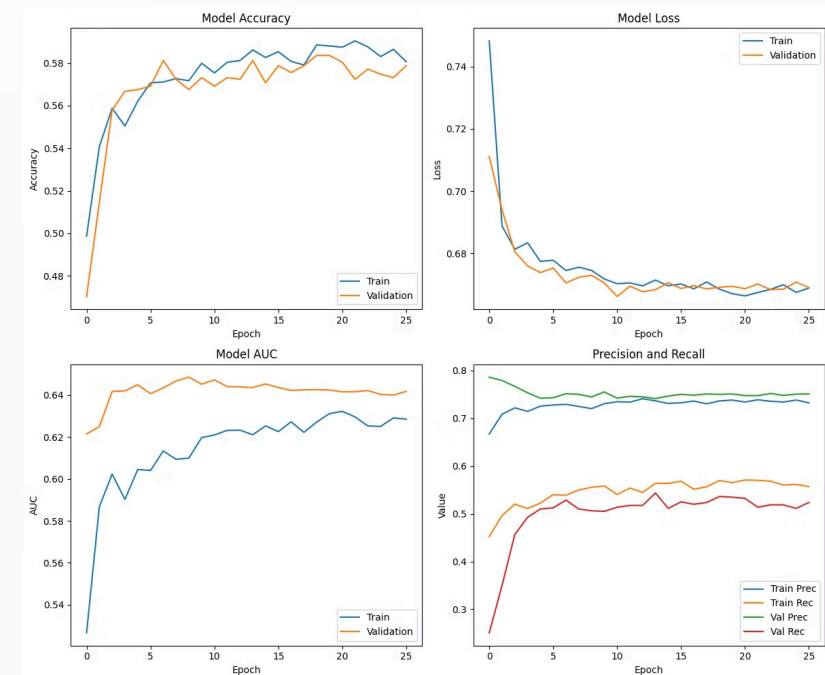 Model Accuracy
Accuracy
0.58
0.56
0.54
0.52
0.50
0.48
0
5
10
15
20
25
Epoch
Train
Validation
Model Loss
Loss
0.74
0.72
0.70
0.68
0
5
10
15
20
25
Epoch
Train
Validation
Model AUC
AUC
0.64
0.62
0.60
0.58
0.56
0.54
0
5
10
15
20
25
Epoch
Train
Validation
Precision and Recall
Value
0.8
0.7
0.6
0.5
0.4
0.3
0
5
10
15
20
25
Epoch
Train Prec
Train Rec
Val Prec
Val Rec